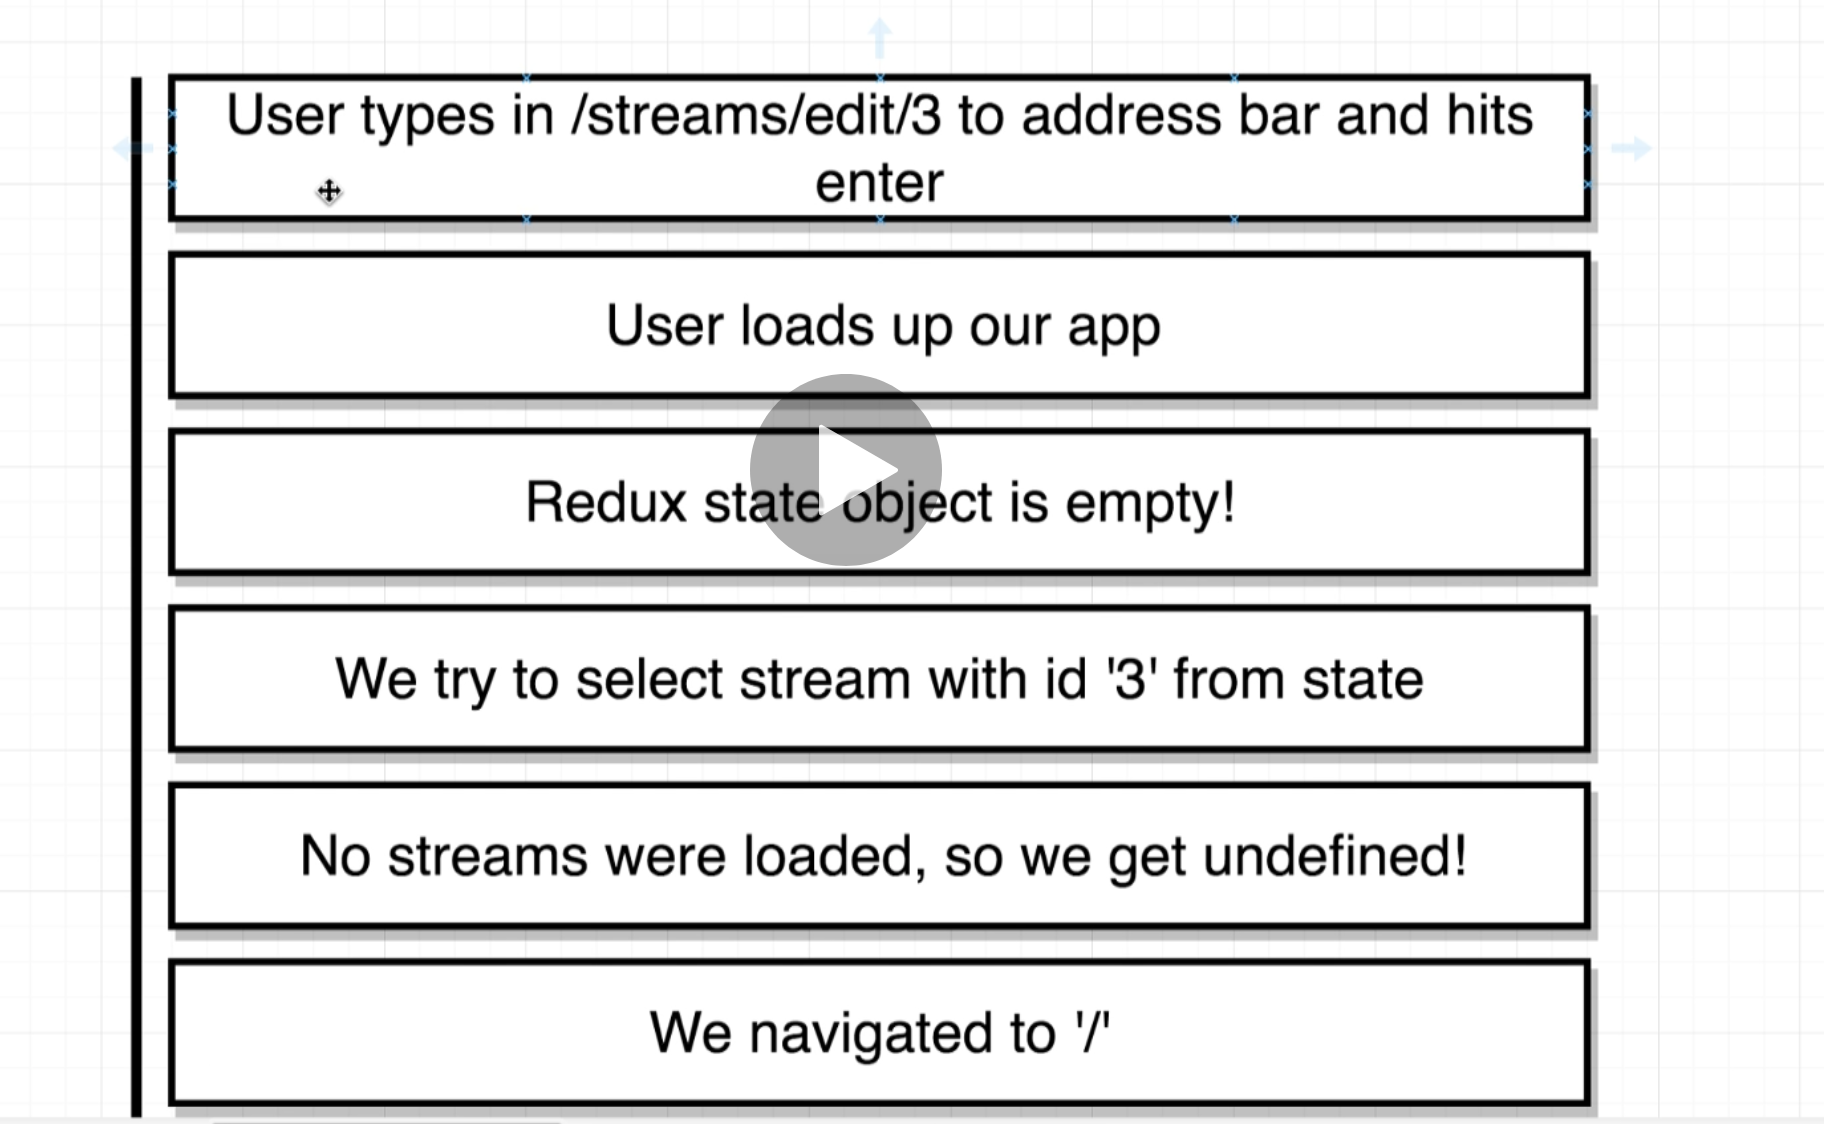 User types in /streams/edit/3 to address bar and hits
enter
User loads up our app
Redux state object is empty!
We try to select stream with id '3' from state
No streams were loaded, so we get undefined!
We navigated to '/'